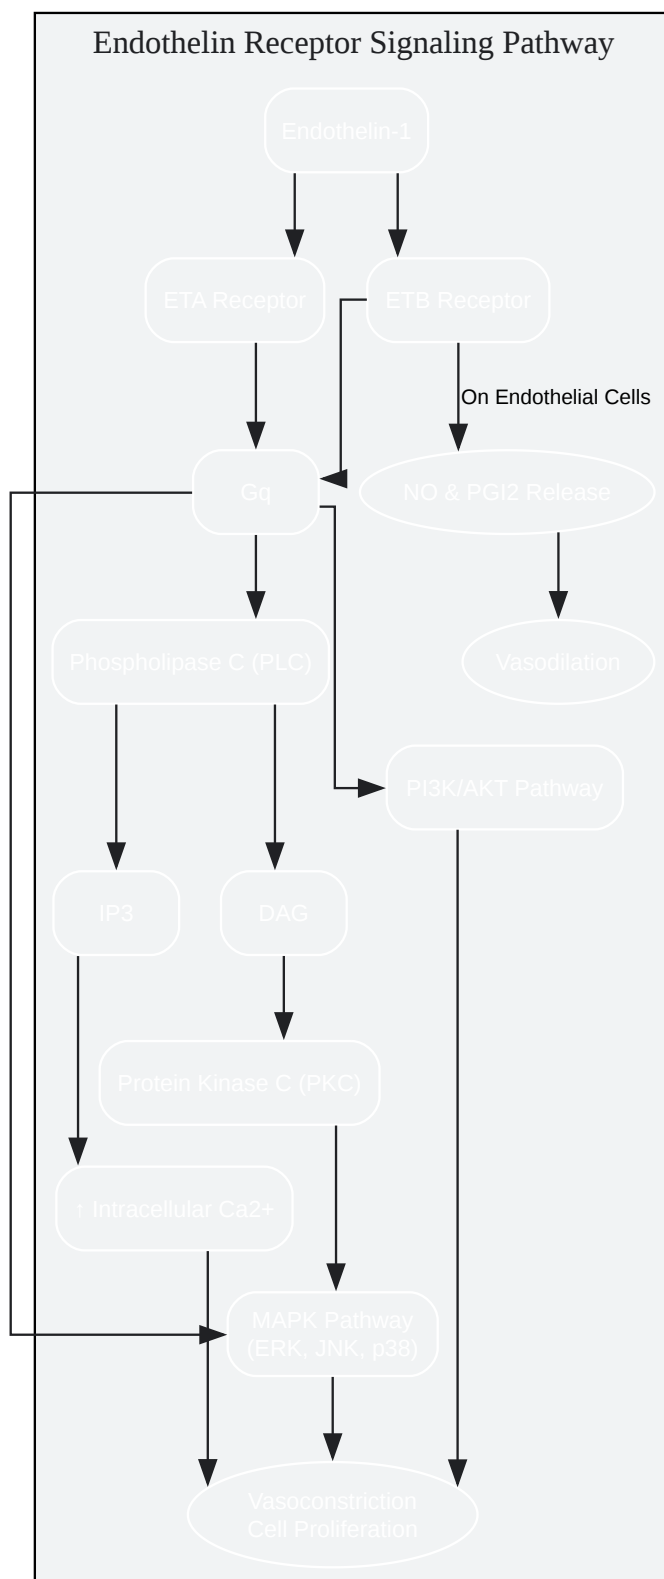 Endothelin Receptor Signaling Pathway
Endothelin-1
ETA Receptor
ETB Receptor
On Endothelial Cells
Gq
NO & PGI2 Release
Phospholipase C (PLC)
Vasodilation
PI3K/AKT Pathway
IP3
DAG
Protein Kinase C (PKC)
↑ Intracellular Ca2+
MAPK Pathway
(ERK, JNK, p38)
Vasoconstriction
Cell Proliferation